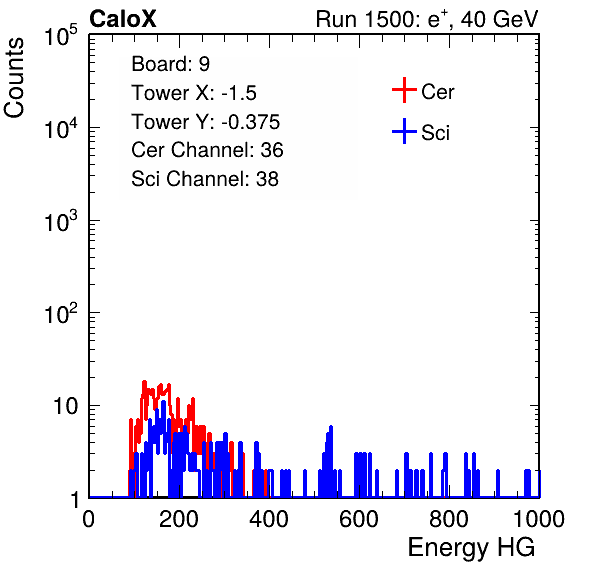 CaloX Run 1500: e⁺, 40 GeV
Counts
Board: 9
Tower X: -1.5
Tower Y: -0.375
Cer Channel: 36
Sci Channel: 38
Cer
Sci
10⁵
10⁴
10³
10²
10
1
0 200 400 600 800 1000
Energy HG